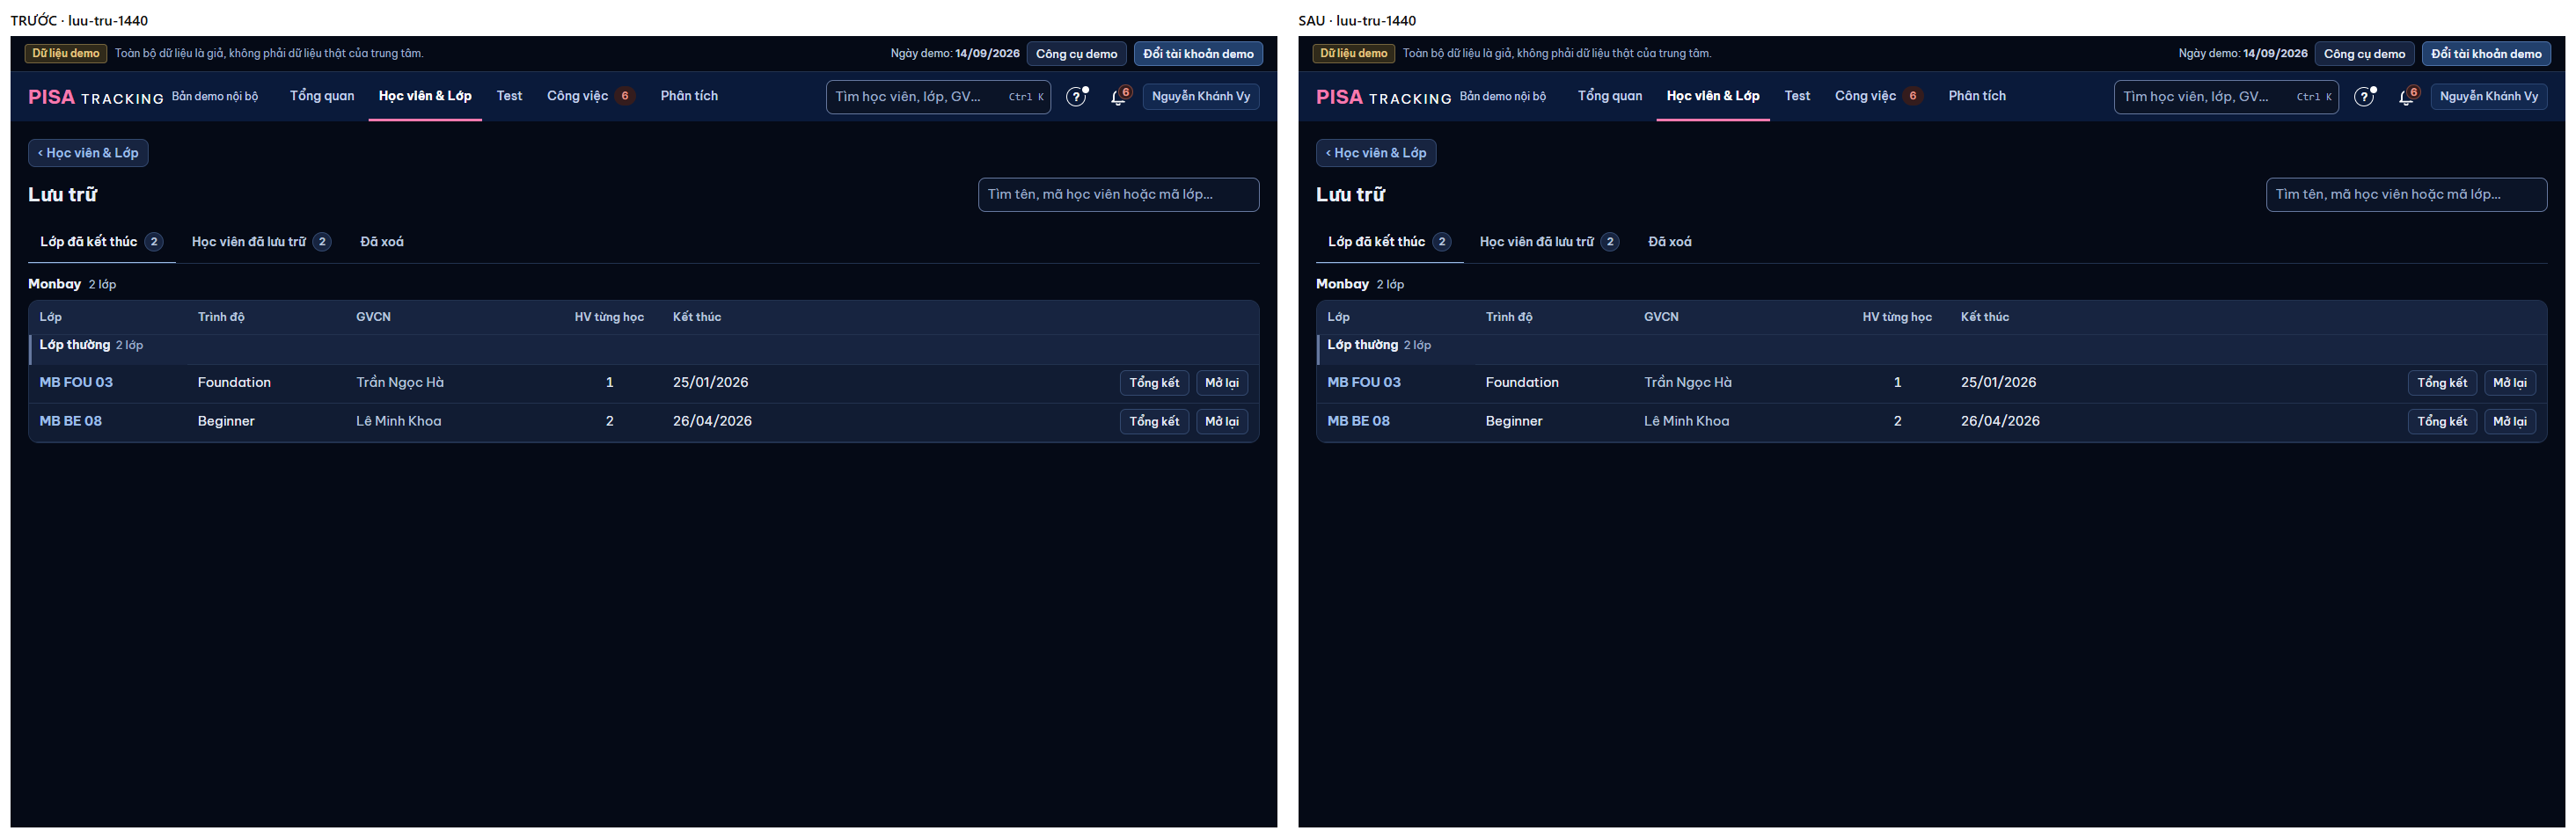 TRƯỚC · luu-tru-1440
Dữ liệu demo Toàn bộ dữ liệu là giả, không phải dữ liệu thật của trung tâm. Ngày demo: 14/09/2026 Công cụ demo Đổi tài khoản demo
PISA TRACKING Bản demo nội bộ Tổng quan Học viên & Lớp Test Công việc 6 Phân tích Tìm học viên, lớp, GV... Ctrl K ? 6 Nguyễn Khánh Vy
‹ Học viên & Lớp
Lưu trữ Tìm tên, mã học viên hoặc mã lớp...
Lớp đã kết thúc 2 Học viên đã lưu trữ 2 Đã xoá
Monbay 2 lớp
Lớp Trình độ GVCN HV từng học Kết thúc
Lớp thường 2 lớp
MB FOU 03 Foundation Trần Ngọc Hà 1 25/01/2026 Tổng kết Mở lại
MB BE 08 Beginner Lê Minh Khoa 2 26/04/2026 Tổng kết Mở lại
SAU · luu-tru-1440
Dữ liệu demo Toàn bộ dữ liệu là giả, không phải dữ liệu thật của trung tâm. Ngày demo: 14/09/2026 Công cụ demo Đổi tài khoản demo
PISA TRACKING Bản demo nội bộ Tổng quan Học viên & Lớp Test Công việc 6 Phân tích Tìm học viên, lớp, GV... Ctrl K ? 6 Nguyễn Khánh Vy
‹ Học viên & Lớp
Lưu trữ Tìm tên, mã học viên hoặc mã lớp...
Lớp đã kết thúc 2 Học viên đã lưu trữ 2 Đã xoá
Monbay 2 lớp
Lớp Trình độ GVCN HV từng học Kết thúc
Lớp thường 2 lớp
MB FOU 03 Foundation Trần Ngọc Hà 1 25/01/2026 Tổng kết Mở lại
MB BE 08 Beginner Lê Minh Khoa 2 26/04/2026 Tổng kết Mở lại